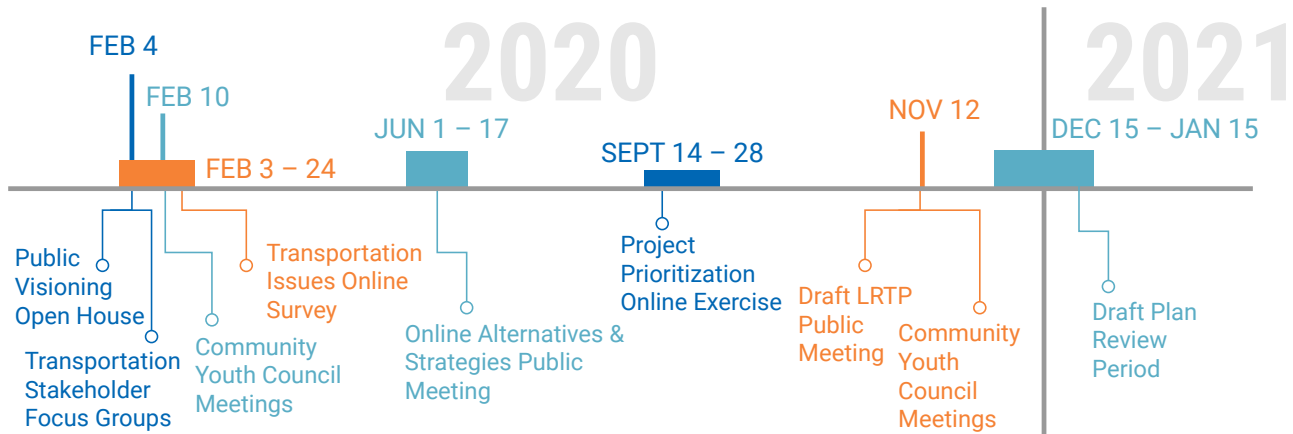 2020
2021
FEB 4
FEB 10
FEB 3 – 24
JUN 1 – 17
SEPT 14 – 28
NOV 12
DEC 15 – JAN 15
Public
Visioning
Open House
Transportation
Stakeholder
Focus Groups
Community
Youth Council
Meetings
Transportation
Issues Online
Survey
Online Alternatives &
Strategies Public
Meeting
Project
Prioritization
Online Exercise
Draft LRTP
Public
Meeting
Community
Youth
Council
Meetings
Draft Plan
Review
Period